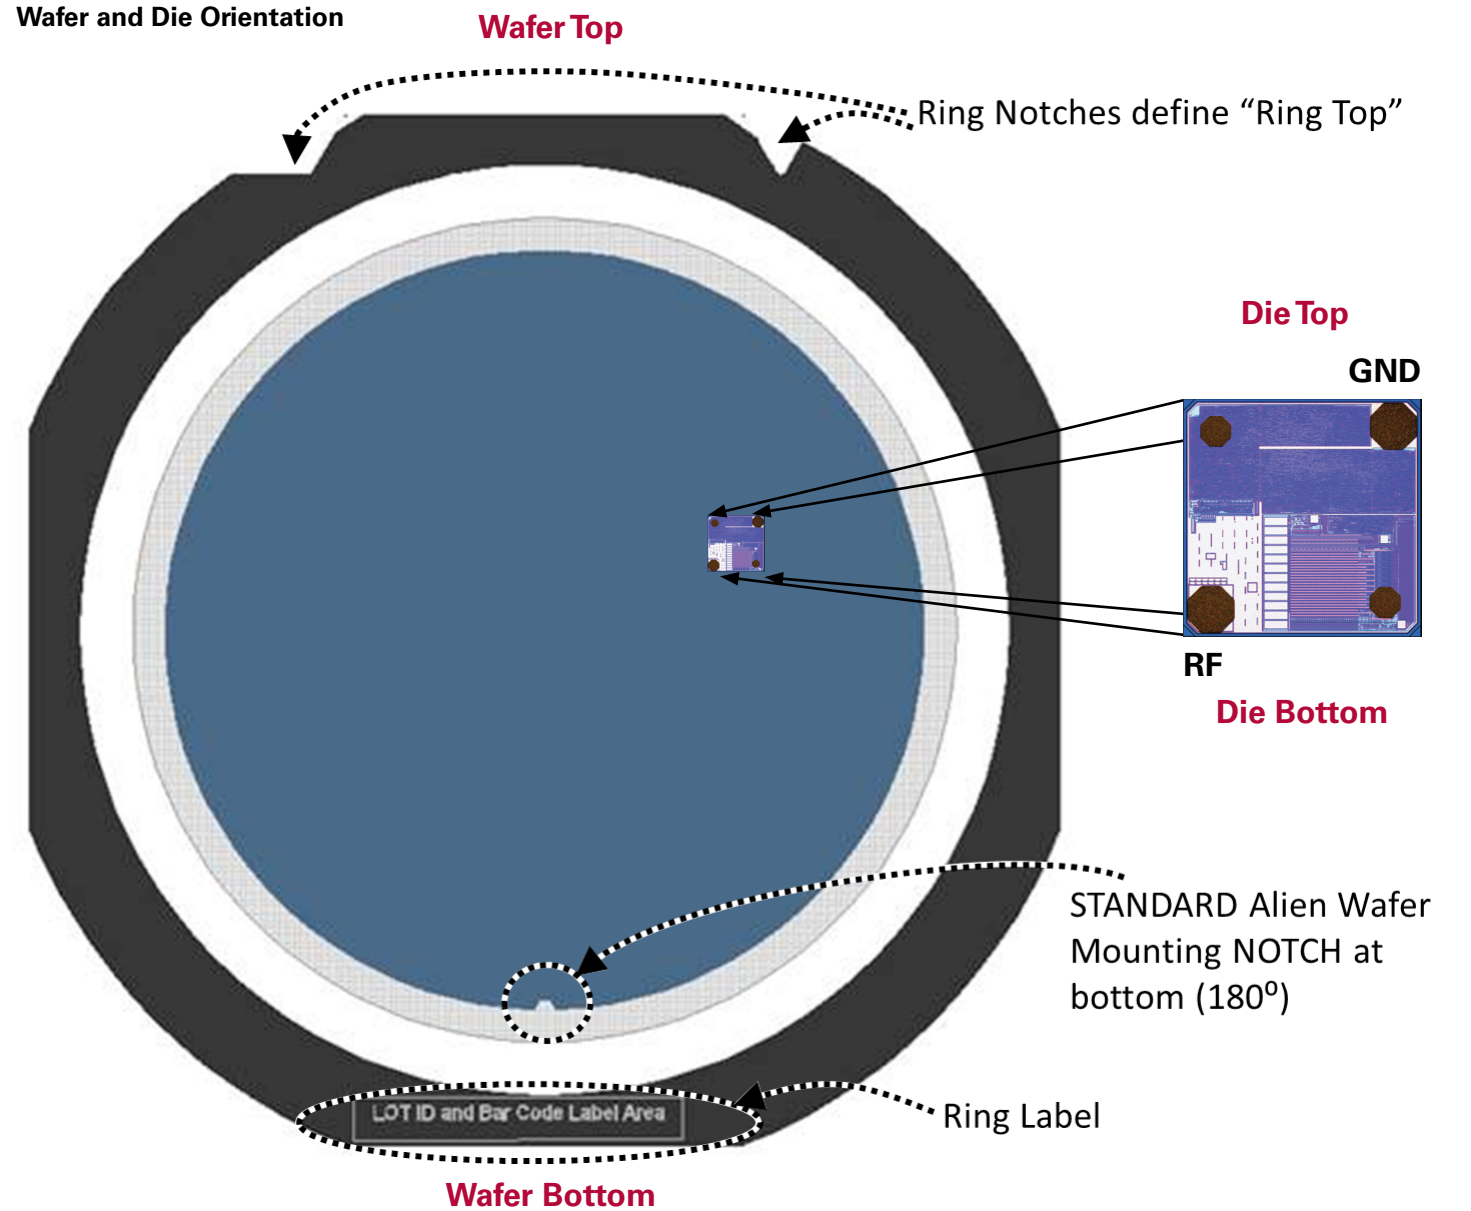 Wafer and Die Orientation
Wafer Top
Ring Notches define “Ring Top”
Die Top
GND
RF
Die Bottom
STANDARD Alien Wafer
Mounting NOTCH at
bottom (180⁰)
LOT ID and Bar Code Label Area
Ring Label
Wafer Bottom